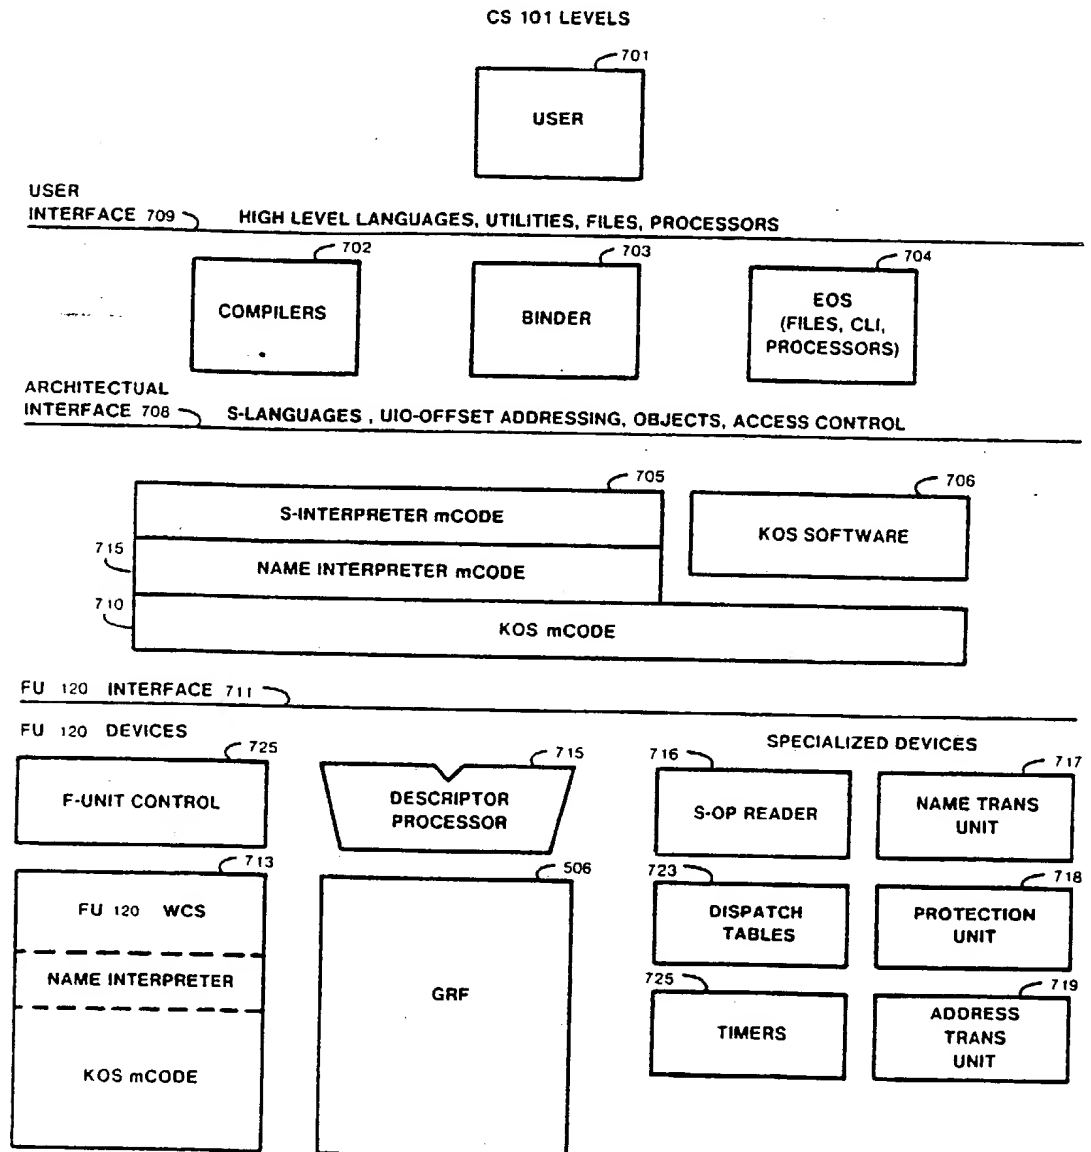 CS 101 LEVELS
701
USER
USER
INTERFACE 709
HIGH LEVEL LANGUAGES, UTILITIES, FILES, PROCESSORS
702
703
704
COMPILERS
BINDER
EOS
(FILES, CLI,
PROCESSORS)
ARCHITECTUAL
INTERFACE 708
S-LANGUAGES , UIO-OFFSET ADDRESSING, OBJECTS, ACCESS CONTROL
705
706
S-INTERPRETER mCODE
KOS SOFTWARE
715
NAME INTERPRETER mCODE
710
KOS mCODE
FU 120 INTERFACE 711
FU 120 DEVICES
SPECIALIZED DEVICES
725
715
716
717
F-UNIT CONTROL
DESCRIPTOR
PROCESSOR
S-OP READER
NAME TRANS
UNIT
713
506
723
718
FU 120 WCS
DISPATCH
TABLES
PROTECTION
UNIT
NAME INTERPRETER
GRF
725
719
TIMERS
ADDRESS
TRANS
UNIT
KOS mCODE